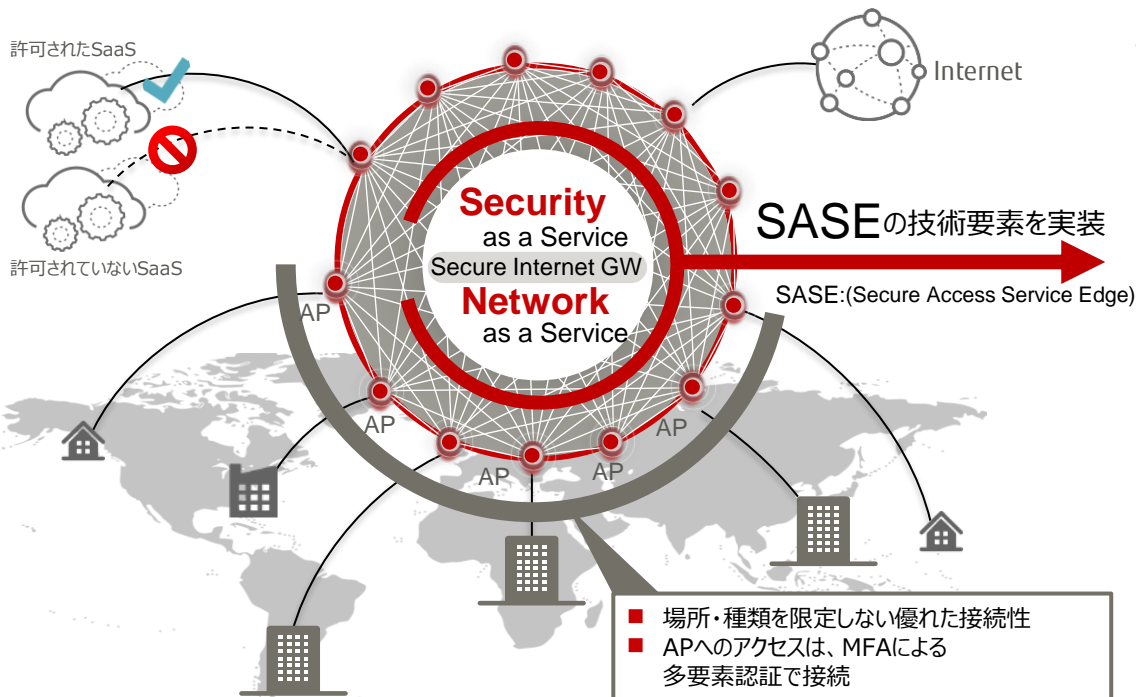 許可されたSaaS
Internet
許可されていないSaaS
Security
as a Service
Secure Internet GW
Network
as a Service
SASEの技術要素を実装
SASE:(Secure Access Service Edge)
AP
AP
AP
AP
AP
■ 場所・種類を限定しない優れた接続性
■ APへのアクセスは、MFAによる
多要素認証で接続